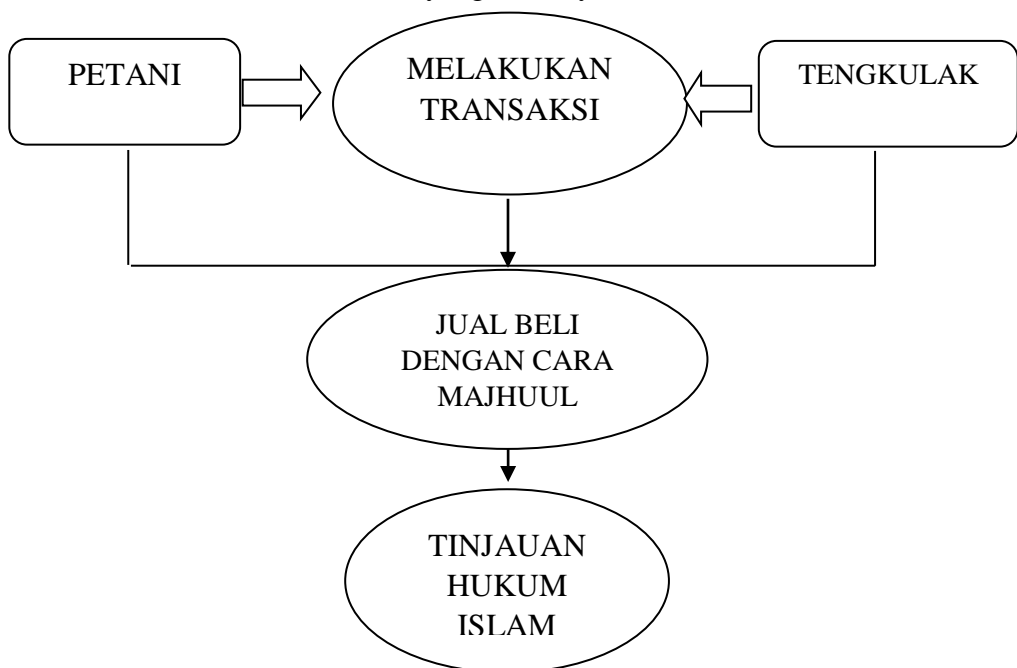 PETANI
MELAKUKAN
TRANSAKSI
TENGKULAK
JUAL BELI
DENGAN CARA
MAJHUUL
TINJAUAN
HUKUM
ISLAM